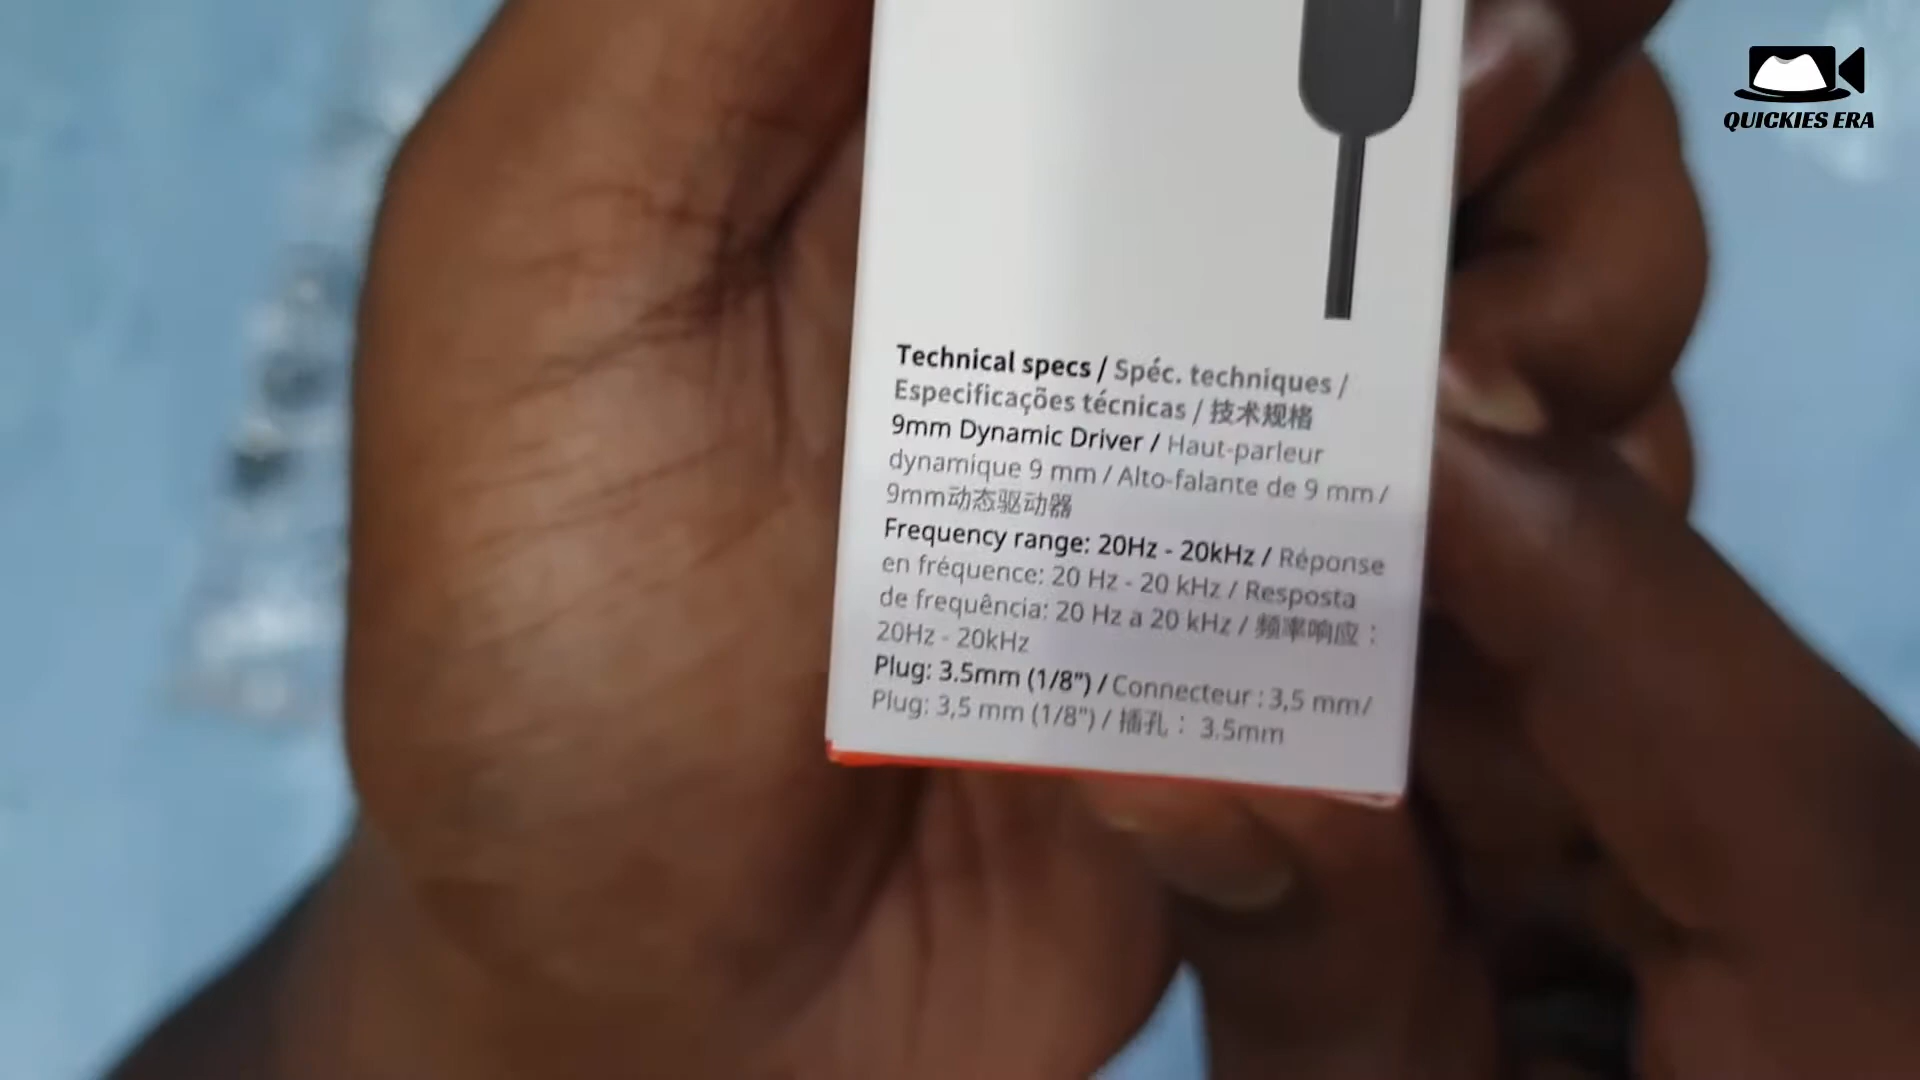 QUICKIES ERA
Technical specs / Spéc. techniques /
Especificações técnicas / 技术规格
9mm Dynamic Driver / Haut-parleur
dynamique 9 mm / Alto-falante de 9 mm /
9mm动态驱动器
Frequency range: 20Hz - 20kHz / Réponse
en fréquence: 20 Hz - 20 kHz / Resposta
de frequência: 20 Hz a 20 kHz / 频率响应：
20Hz - 20kHz
Plug: 3.5mm (1/8") / Connecteur : 3,5 mm/
Plug: 3,5 mm (1/8") / 插孔： 3.5mm